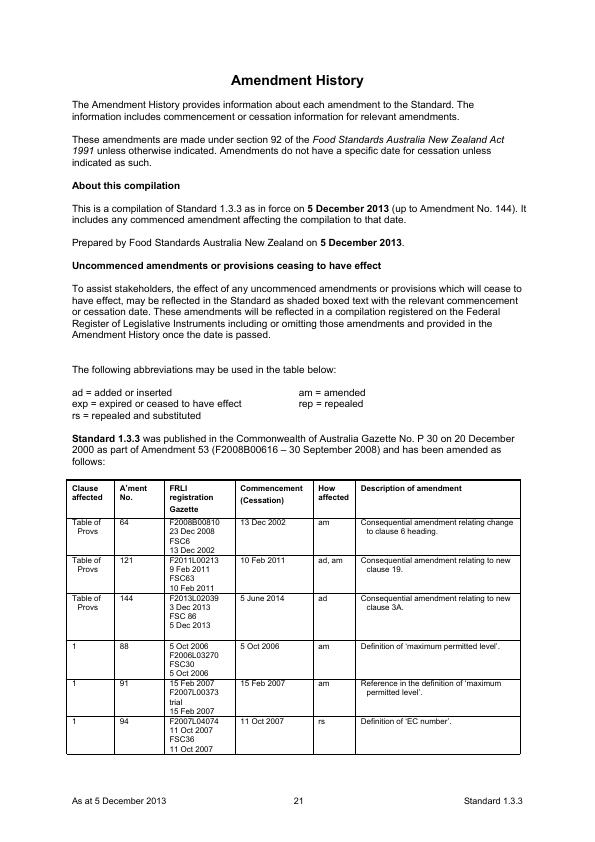 Amendment History
The Amendment History provides information about each amendment to the Standard. The
information includes commencement or cessation information for relevant amendments.
These amendments are made under section 92 of the Food Standards Australia New Zealand Act
1991 unless otherwise indicated. Amendments do not have a specific date for cessation unless
indicated as such.
About this compilation
This is a compilation of Standard 1.3.3 as in force on 5 December 2013 (up to Amendment No. 144). It
includes any commenced amendment affecting the compilation to that date.
Prepared by Food Standards Australia New Zealand on 5 December 2013.
Uncommenced amendments or provisions ceasing to have effect
To assist stakeholders, the effect of any uncommenced amendments or provisions which will cease to
have effect, may be reflected in the Standard as shaded boxed text with the relevant commencement
or cessation date. These amendments will be reflected in a compilation registered on the Federal
Register of Legislative Instruments including or omitting those amendments and provided in the
Amendment History once the date is passed.
The following abbreviations may be used in the table below:
ad = added or inserted am = amended
exp = expired or ceased to have effect rep = repealed
rs = repealed and substituted
Standard 1.3.3 was published in the Commonwealth of Australia Gazette No. P 30 on 20 December
2000 as part of Amendment 53 (F2008B00616 – 30 September 2008) and has been amended as
follows:
Clause A'ment FRLI Commencement How Description of amendment
affected No. registration (Cessation) affected
Gazette
Table of 64 F2008B00810 13 Dec 2002 am Consequential amendment relating change
Provs 23 Dec 2008 to clause 6 heading.
FSC6
13 Dec 2002
Table of 121 F2011L00213 10 Feb 2011 ad, am Consequential amendment relating to new
Provs 9 Feb 2011 clause 19.
FSC63
10 Feb 2011
Table of 144 F2013L02039 5 June 2014 ad Consequential amendment relating to new
Provs 3 Dec 2013 clause 3A.
FSC 86
5 Dec 2013
1 88 5 Oct 2006 5 Oct 2006 am Definition of ‘maximum permitted level’.
F2006L03270
FSC30
5 Oct 2006
1 91 15 Feb 2007 15 Feb 2007 am Reference in the definition of ‘maximum
F2007L00373 permitted level’.
trial
15 Feb 2007
1 94 F2007L04074 11 Oct 2007 rs Definition of ‘EC number’.
11 Oct 2007
FSC36
11 Oct 2007
As at 5 December 2013 21 Standard 1.3.3